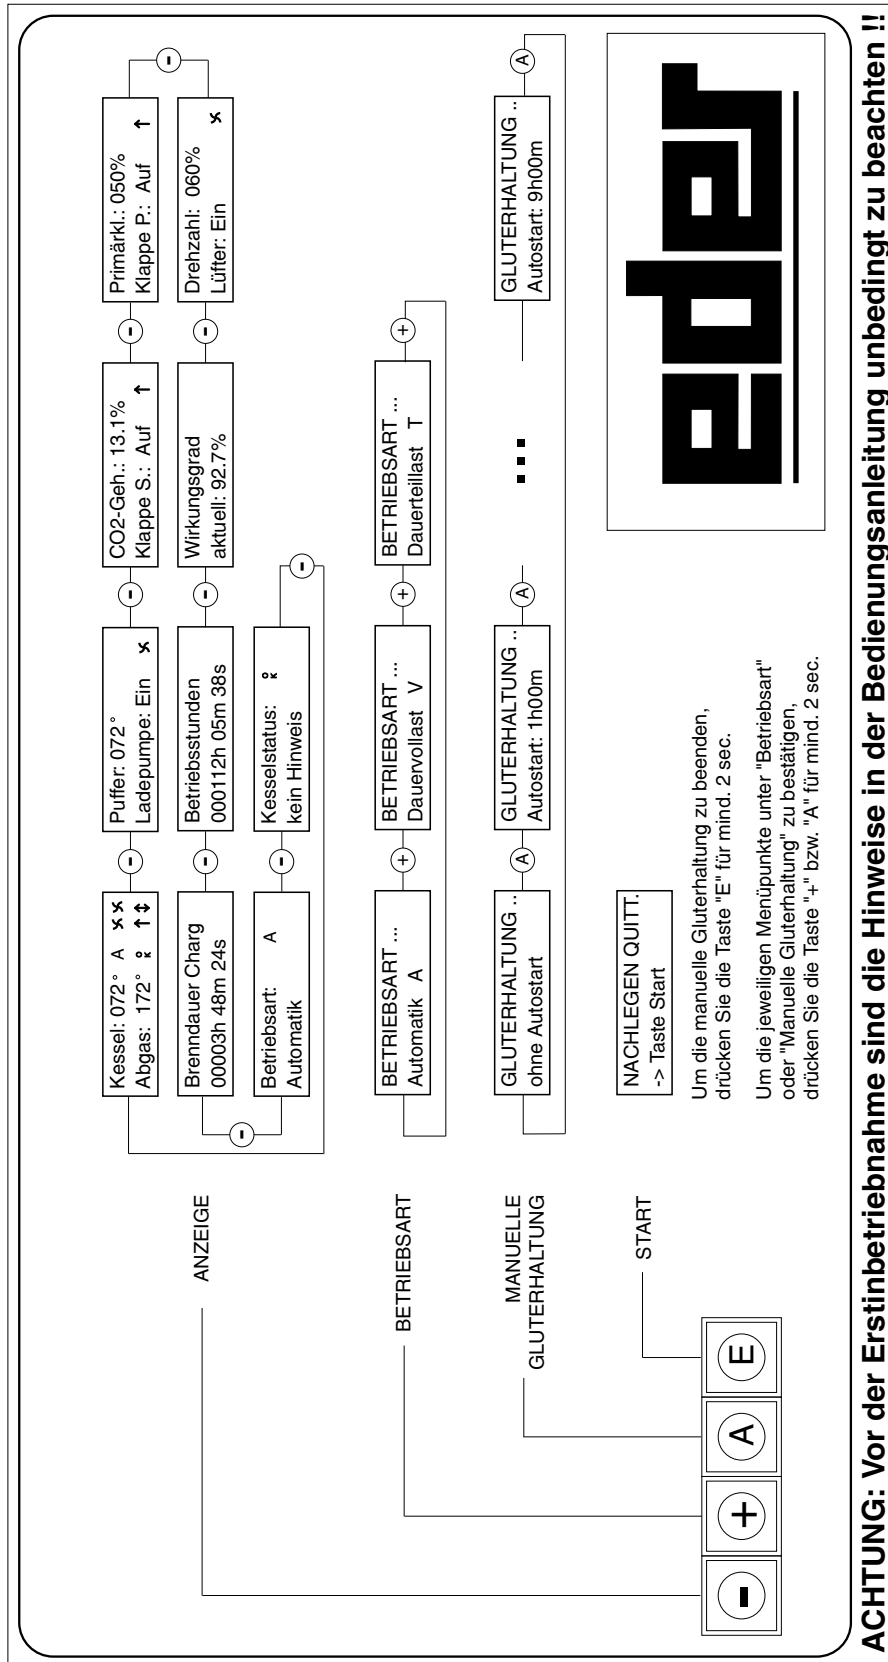 Kessel: 072° A
Abgas: 172°
-
Puffer: 072°
Ladepumpe: Ein
-
CO2-Geh.: 13.1%
Klappe S.: Auf ↑
-
Primärkl.: 050%
Klappe P.: Auf ↑
-
Drehzahl: 060%
Lüfter: Ein
-
Wirkungsgrad
aktuell: 92.7%
-
Betriebsstunden
000112h 05m 38s
-
Brenndauer Charg
00003h 48m 24s
-
Betriebsart: A
Automatik
-
Kesselstatus:
kein Hinweis
-
ANZEIGE
BETRIEBSART ...
Automatik A
+
BETRIEBSART ...
Dauervollast V
+
BETRIEBSART ...
Dauerteillast T
+
BETRIEBSART
GLUTERHALTUNG ..
ohne Autostart
A
GLUTERHALTUNG ..
Autostart: 1h00m
A
...
GLUTERHALTUNG ..
Autostart: 9h00m
A
MANUELLE
GLUTERHALTUNG
NACHLEGEN QUITT.
-> Taste Start
START
Um die manuelle Gluterhaltung zu beenden,
drücken Sie die Taste "E" für mind. 2 sec.
Um die jeweiligen Menüpunkte unter "Betriebsart"
oder "Manuelle Gluterhaltung" zu bestätigen,
drücken Sie die Taste "+" bzw. "A" für mind. 2 sec.
- + A E
eder
ACHTUNG: Vor der Erstinbetriebnahme sind die Hinweise in der Bedienungsanleitung unbedingt zu beachten !!